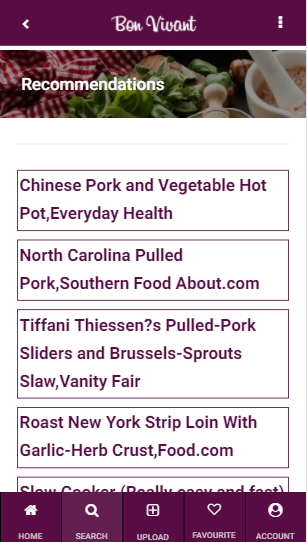 Bon Vivant
Recommendations
Chinese Pork and Vegetable Hot
Pot,Everyday Health
North Carolina Pulled
Pork,Southern Food About.com
Tiffani Thiessen?s Pulled-Pork
Sliders and Brussels-Sprouts
Slaw,Vanity Fair
Roast New York Strip Loin With
Garlic-Herb Crust,Food.com
Slow Cooker (Really easy and fast)
HOME SEARCH UPLOAD FAVOURITE ACCOUNT